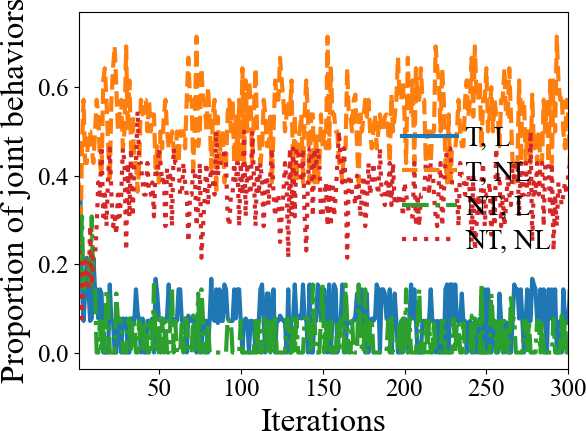 Proportion of joint behaviors
0.6
0.4
0.2
0.0
T, L
T, NL
NT, L
NT, NL
50 100 150 200 250 300
Iterations